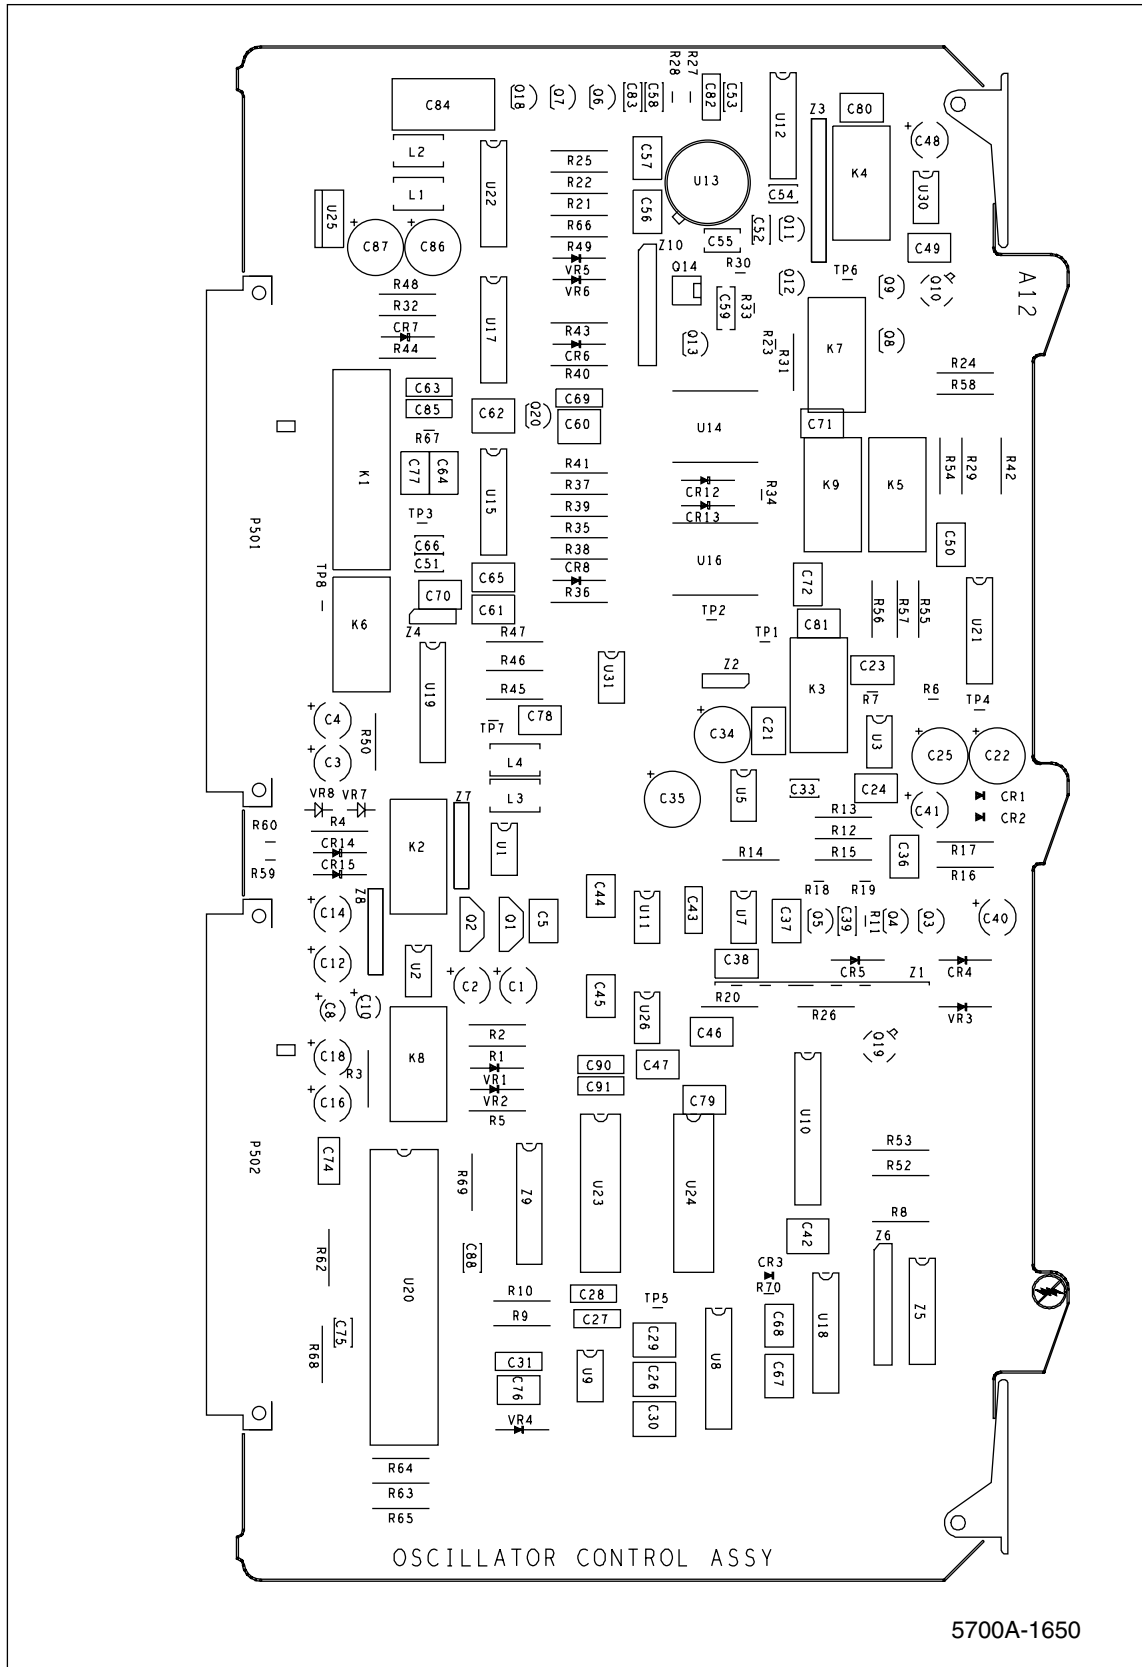 R28
R27
C84
Q18
Q7
Q6
C83
C58
C82
C53
U12
Z3
C80
C48
L2
L1
U22
R25
R22
R21
R66
R49
VR5
VR6
C57
C56
U13
C54
K4
U30
U25
C87
C86
Z10
C55
C52
Q11
C49
R48
R32
CR7
R44
U17
R43
CR6
R40
Q14
R30
C59
R33
Q12
TP6
Q9
Q10
A12
Q13
R23
R31
K7
Q8
R24
R58
C63
C85
R67
C62
Q20
C69
C60
U14
C71
K1
C77
C64
U15
R41
R37
R39
R35
R38
CR8
R36
CR12
CR13
R34
K9
K5
R54
R29
R42
P501
TP3
C66
C51
C65
C70
C61
U16
C50
C72
TP8
K6
Z4
R47
R46
R45
TP2
TP1
C81
R56
R57
R55
U21
U19
U31
Z2
K3
C23
R7
R6
TP4
C4
C3
R50
TP7
C78
C34
C21
U3
C25
C22
L4
L3
C35
U5
C33
C24
C41
CR1
CR2
VR8
VR7
R60
R4
CR14
CR15
R59
K2
Z7
U1
R13
R12
R15
R14
C36
R17
R16
Z8
C14
C12
Q2
Q1
C5
C44
U11
C43
U7
C37
R18
R19
Q5
C39
R11
Q4
Q3
C40
U2
C2
C1
C38
CR5
Z1
CR4
C8
C10
C45
U26
R20
R26
VR3
C18
C16
R3
K8
R2
R1
VR1
VR2
R5
C46
C47
C90
C91
C79
Q19
U10
P502
C74
R69
Z9
U23
U24
R53
R52
R8
R62
U20
C88
C42
Z6
CR3
R70
R10
R9
C28
C27
TP5
C75
R68
C31
C76
VR4
U9
C29
C26
C30
U8
C68
C67
U18
Z5
R64
R63
R65
OSCILLATOR CONTROL ASSY
5700A-1650